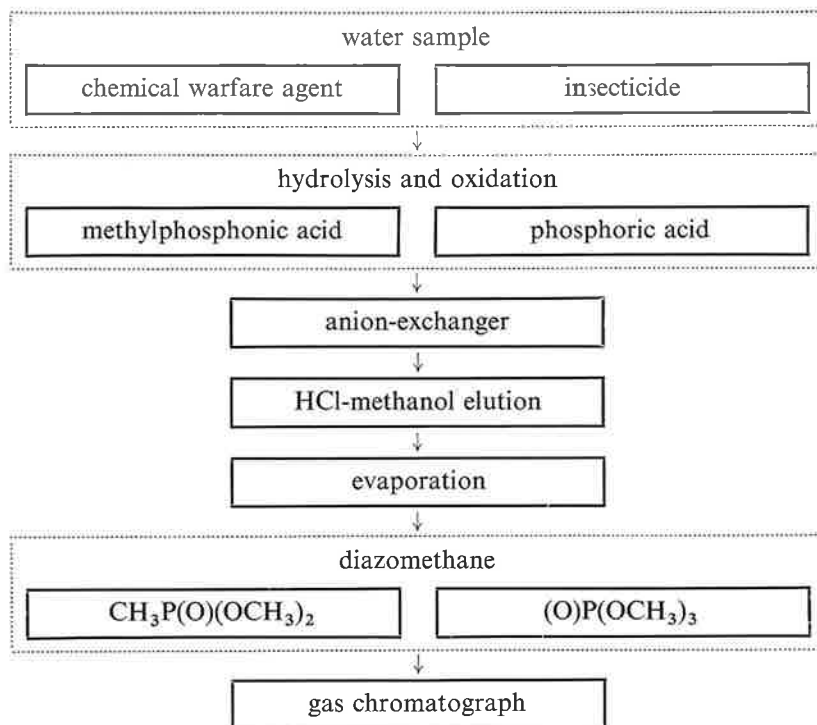 water sample
chemical warfare agent
insecticide
↓
hydrolysis and oxidation
methylphosphonic acid
phosphoric acid
↓
anion-exchanger
↓
HCl-methanol elution
↓
evaporation
↓
diazomethane
CH₃P(O)(OCH₃)₂
(O)P(OCH₃)₃
↓
gas chromatograph